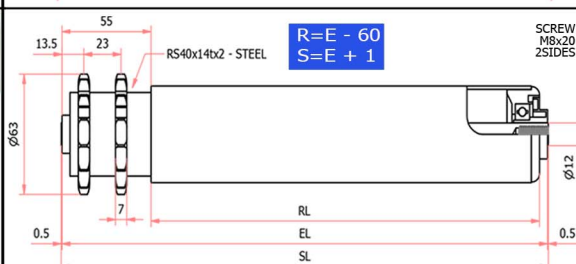 55
13.5
23
RS40x14tx2 - STEEL
R=E - 60
S=E + 1
SCREW
M8x20
2SIDES
Ø63
Ø12
7
RL
0.5
EL
0.5
SL